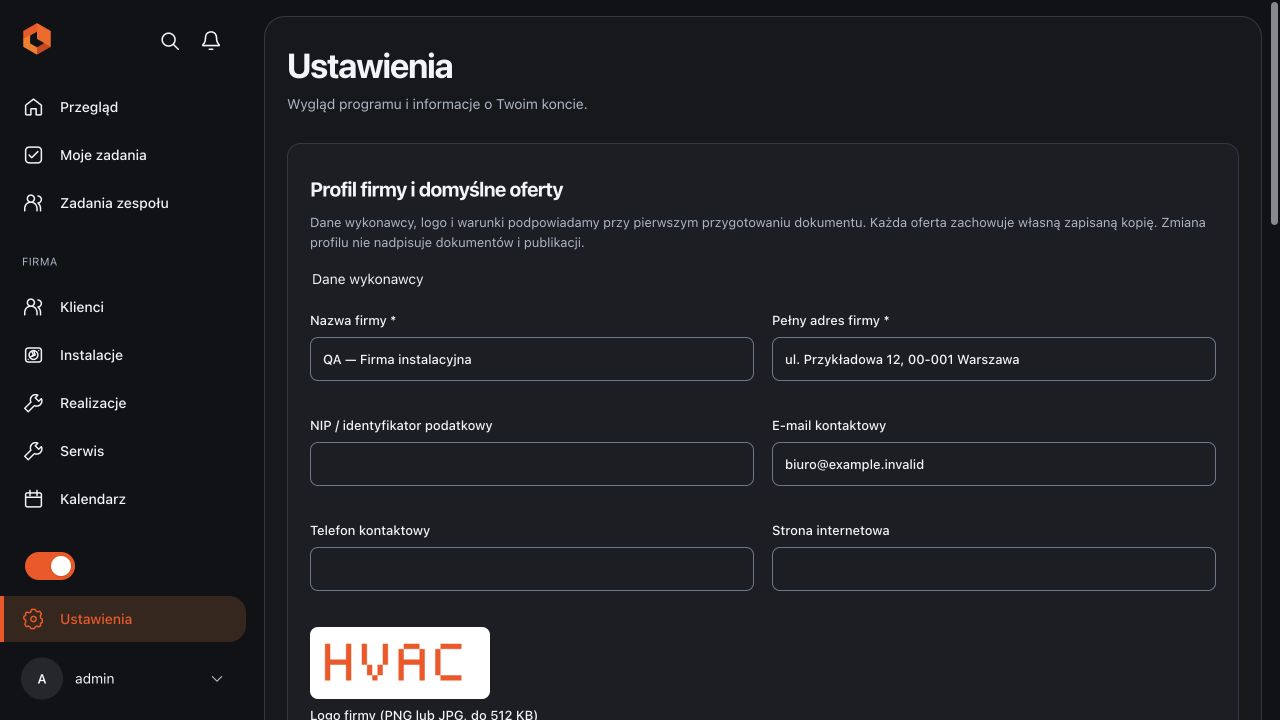 Przegląd
Moje zadania
Zadania zespołu
FIRMA
Klienci
Instalacje
Realizacje
Serwis
Kalendarz
Ustawienia
A
admin
Ustawienia
Wygląd programu i informacje o Twoim koncie.
Profil firmy i domyślne oferty
Dane wykonawcy, logo i warunki podpowiadamy przy pierwszym przygotowaniu dokumentu. Każda oferta zachowuje własną zapisaną kopię. Zmiana
profilu nie nadpisuje dokumentów i publikacji.
Dane wykonawcy
Nazwa firmy *
QA — Firma instalacyjna
Pełny adres firmy *
ul. Przykładowa 12, 00-001 Warszawa
NIP / identyfikator podatkowy
E-mail kontaktowy
biuro@example.invalid
Telefon kontaktowy
Strona internetowa
HVAC
Logo firmy (PNG lub JPG, do 512 KB)